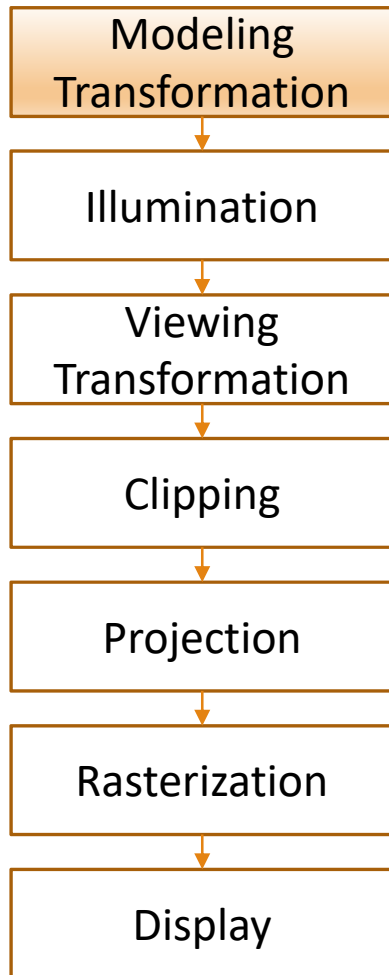 Modeling
Transformation
Illumination
Viewing
Transformation
Clipping
Projection
Rasterization
Display